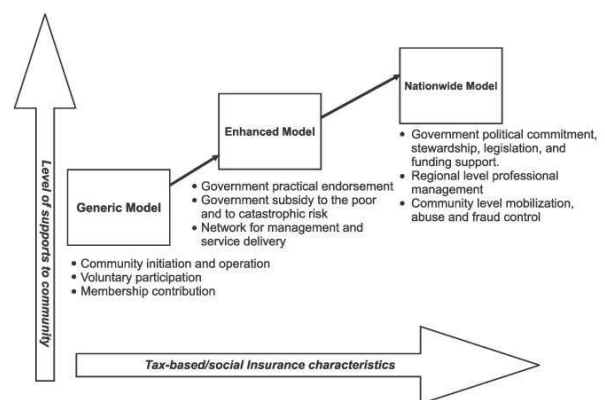 Nationwide Model
• Government political commitment,
stewardship, legislation, and
funding support.
• Regional level professional
management
• Community level mobilization,
abuse and fraud control
Enhanced Model
• Government practical endorsement
• Government subsidy to the poor
and to catastrophic risk
• Network for management and
service delivery
Generic Model
• Community initiation and operation
• Voluntary participation
• Membership contribution
Level of supports to community
Tax-based/social Insurance characteristics